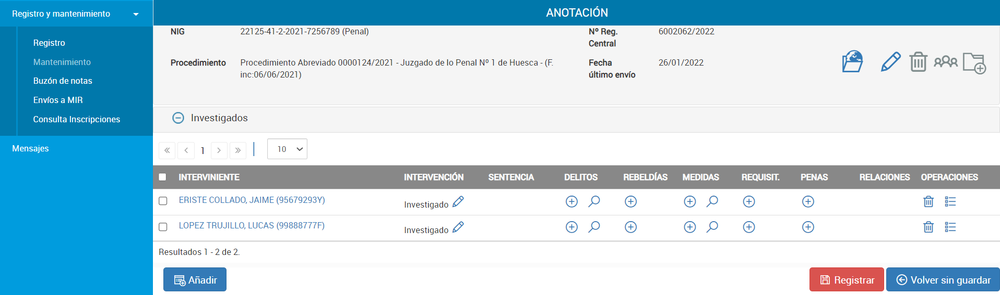 Registro y mantenimiento
Registro
Mantenimiento
Buzón de notas
Envíos a MIR
Consulta Inscripciones
Mensajes
ANOTACIÓN
NIG 22125-41-2-2021-7256789 (Penal) Nº Reg. 6002062/2022
Central
Procedimiento Procedimiento Abreviado 0000124/2021 - Juzgado de lo Penal Nº 1 de Huesca - (F. Fecha 26/01/2022
inc:06/06/2021) último envío
Investigados
« ‹ 1 › » 10
INTERVINIENTE INTERVENCIÓN SENTENCIA DELITOS REBELDÍAS MEDIDAS REQUISIT. PENAS RELACIONES OPERACIONES
ERISTE COLLADO, JAIME (95679293Y) Investigado
LOPEZ TRUJILLO, LUCAS (99888777F) Investigado
Resultados 1 - 2 de 2.
Añadir Registrar Volver sin guardar